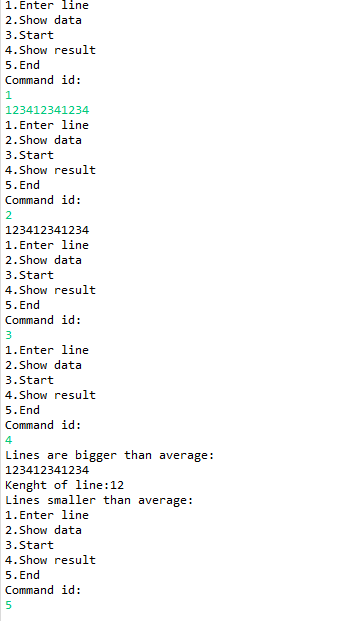 1.Enter line
2.Show data
3.Start
4.Show result
5.End
Command id:
1
123412341234
1.Enter line
2.Show data
3.Start
4.Show result
5.End
Command id:
2
123412341234
1.Enter line
2.Show data
3.Start
4.Show result
5.End
Command id:
3
1.Enter line
2.Show data
3.Start
4.Show result
5.End
Command id:
4
Lines are bigger than average:
123412341234
Kenght of line:12
Lines smaller than average:
1.Enter line
2.Show data
3.Start
4.Show result
5.End
Command id:
5